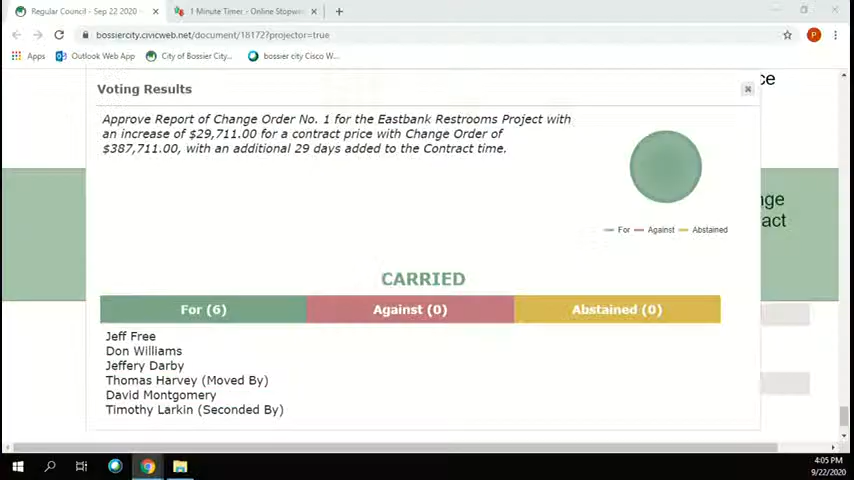 Regular Council - Sep 22 2020
1 Minute Timer - Online Stopw
bossiercity.civicweb.net/document/18172?projector=true
P
Apps
Outlook Web App
City of Bossier City...
bossier city Cisco W...
Voting Results
ce
Approve Report of Change Order No. 1 for the Eastbank Restrooms Project with
an increase of $29,711.00 for a contract price with Change Order of
$387,711.00, with an additional 29 days added to the Contract time.
nge
act
For Against Abstained
CARRIED
For (6) Against (0) Abstained (0)
Jeff Free
Don Williams
Jeffery Darby
Thomas Harvey (Moved By)
David Montgomery
Timothy Larkin (Seconded By)
4:05 PM
9/22/2020